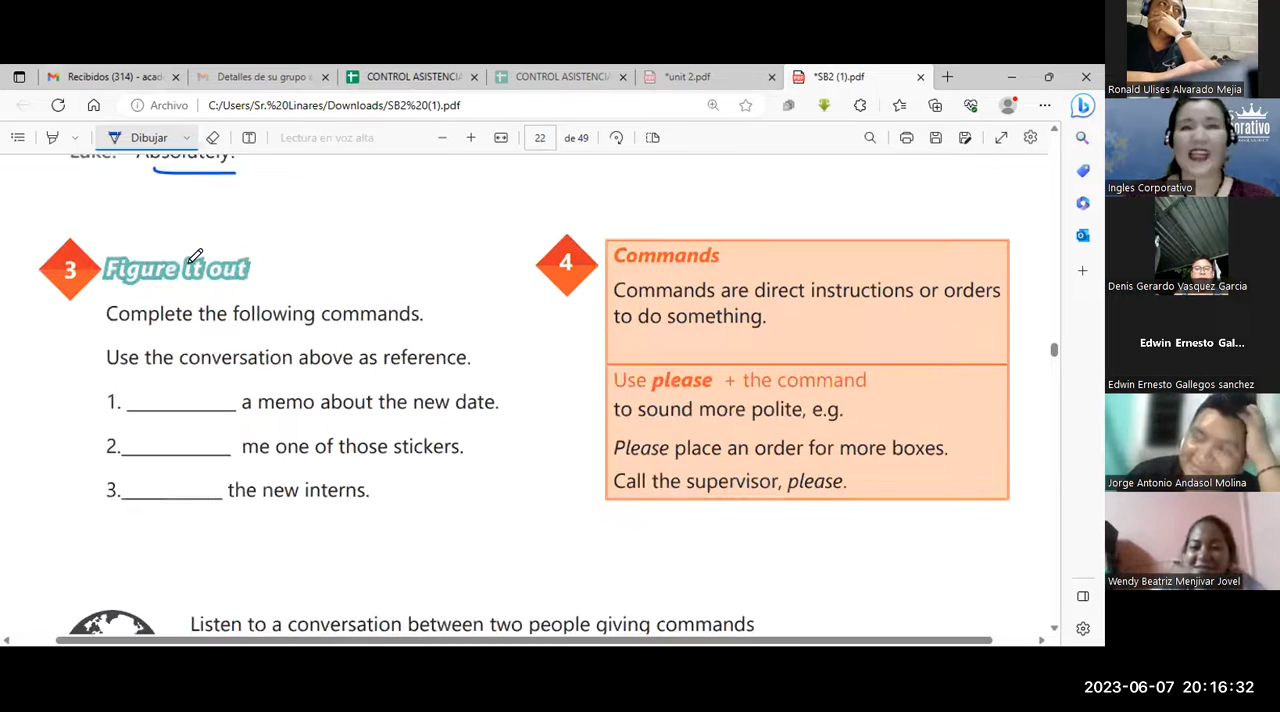 Recibidos (314) - acad
Detalles de su grupo
CONTROL ASISTENCIA
CONTROL ASISTENCIA
*unit 2.pdf
*SB2 (1).pdf
Archivo
C:/Users/Sr.%20Linares/Downloads/SB2%20(1).pdf
Dibujar
Lectura en voz alta
22
de 49
Luke: Absolutely!
3
Figure it out
Complete the following commands.
Use the conversation above as reference.
1. ___________ a memo about the new date.
2.___________ me one of those stickers.
3.__________ the new interns.
4
Commands
Commands are direct instructions or orders
to do something.
Use please + the command
to sound more polite, e.g.
Please place an order for more boxes.
Call the supervisor, please.
Listen to a conversation between two people giving commands
Ronald Ulises Alvarado Mejia
orativo
Ingles Corporativo
Denis Gerardo Vasquez Garcia
Edwin Ernesto Gal...
Edwin Ernesto Gallegos sanchez
Jorge Antonio Andasol Molina
Wendy Beatriz Menjivar Jovel
2023-06-07 20:16:32